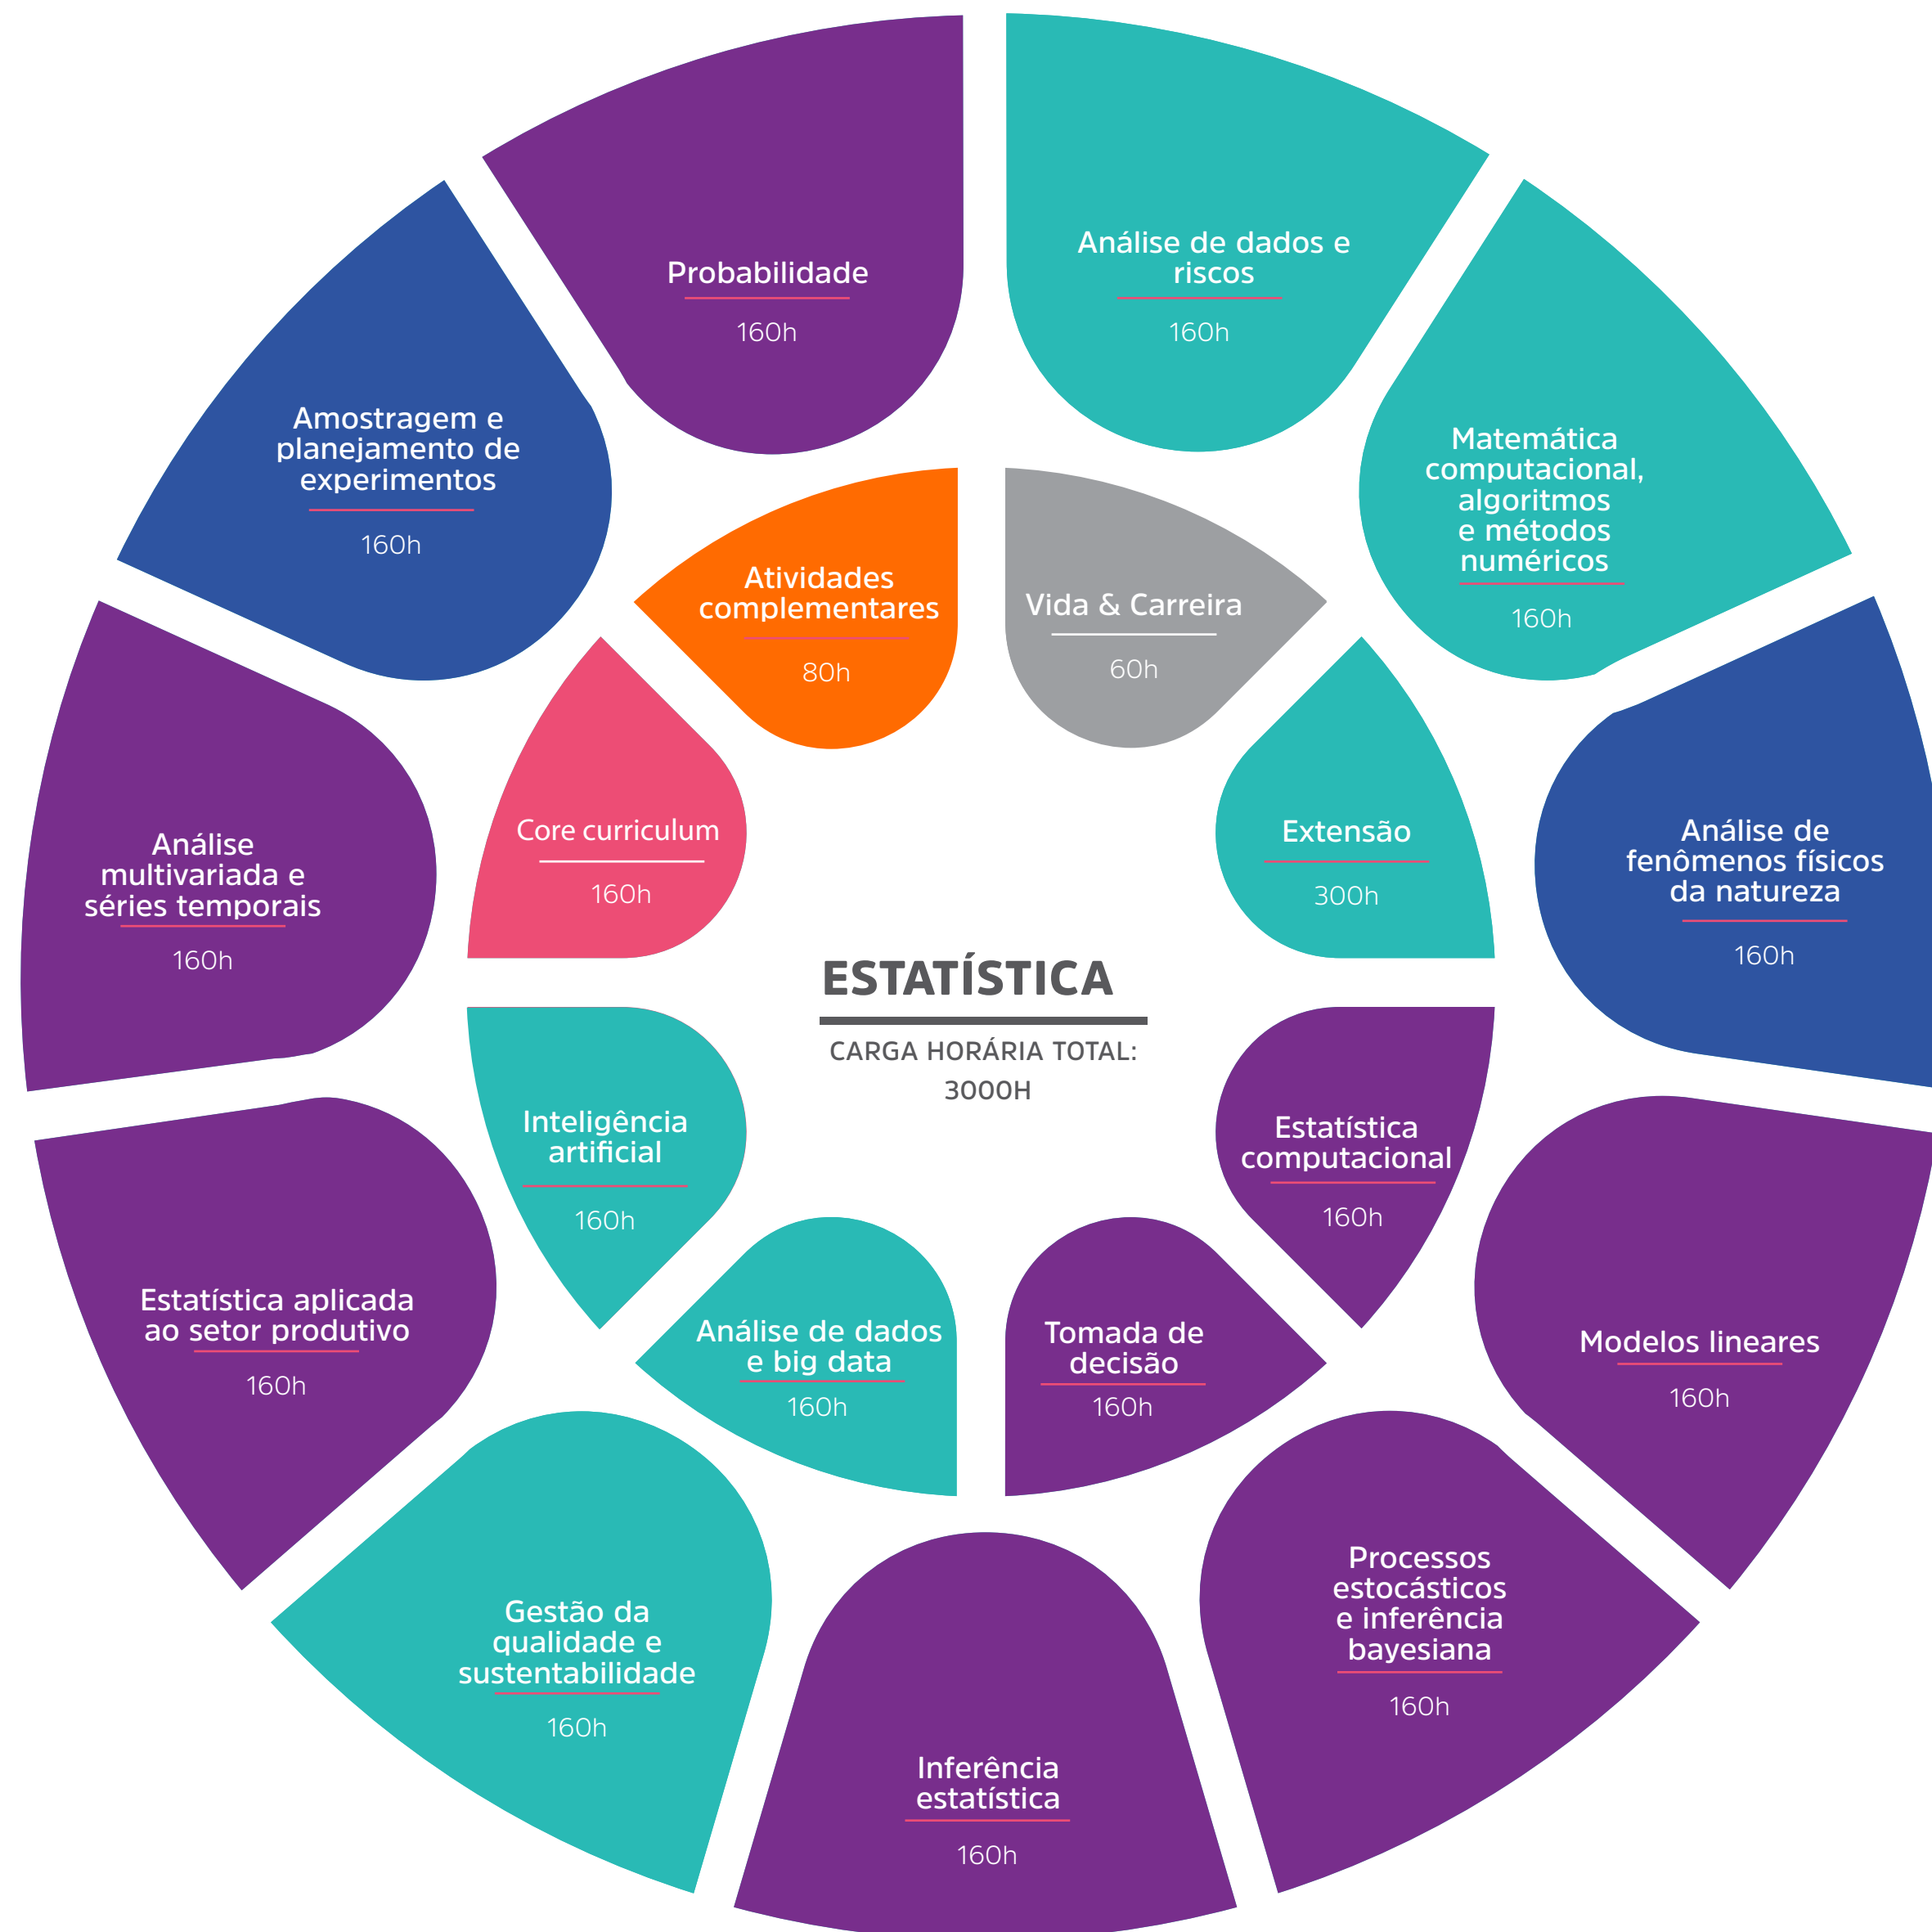 Probabilidade
160h
Análise de dados e
riscos
160h
Amostragem e
planejamento de
experimentos
160h
Matemática
computacional,
algoritmos
e métodos
numéricos
160h
Atividades
complementares
80h
Vida & Carreira
60h
Análise
multivariada e
séries temporais
160h
Core curriculum
160h
Extensão
300h
Análise de
fenômenos físicos
da natureza
160h
ESTATÍSTICA
CARGA HORÁRIA TOTAL:
3000H
Inteligência
artificial
160h
Estatística
computacional
160h
Estatística aplicada
ao setor produtivo
160h
Análise de dados
e big data
160h
Tomada de
decisão
160h
Modelos lineares
160h
Gestão da
qualidade e
sustentabilidade
160h
Processos
estocásticos
e inferência
bayesiana
160h
Inferência
estatística
160h